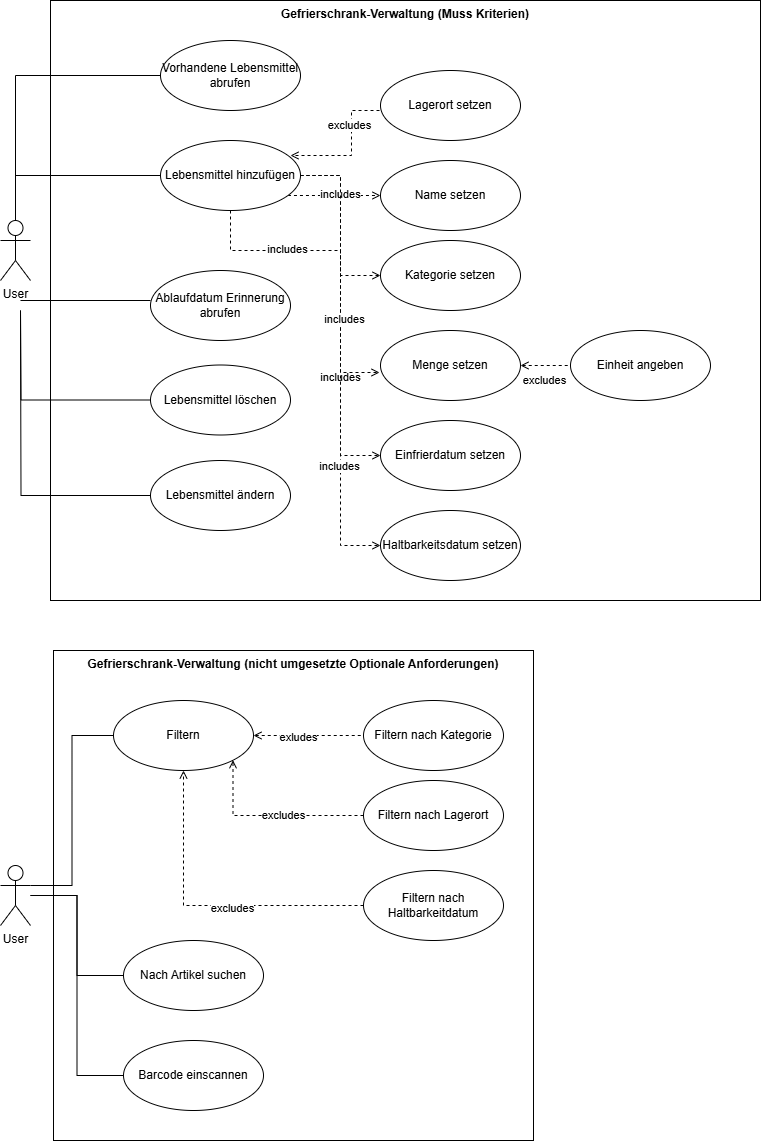 Gefrierschrank-Verwaltung (Muss Kriterien)
Vorhandene Lebensmittel
abrufen
Lagerort setzen
excludes
Lebensmittel hinzufügen
includes
Name setzen
includes
Kategorie setzen
User
Ablaufdatum Erinnerung
abrufen
includes
Menge setzen
Einheit angeben
includes
excludes
Lebensmittel löschen
Einfrierdatum setzen
includes
Lebensmittel ändern
Haltbarkeitsdatum setzen
Gefrierschrank-Verwaltung (nicht umgesetzte Optionale Anforderungen)
Filtern
exludes
Filtern nach Kategorie
excludes
Filtern nach Lagerort
Filtern nach
Haltbarkeitdatum
excludes
User
Nach Artikel suchen
Barcode einscannen